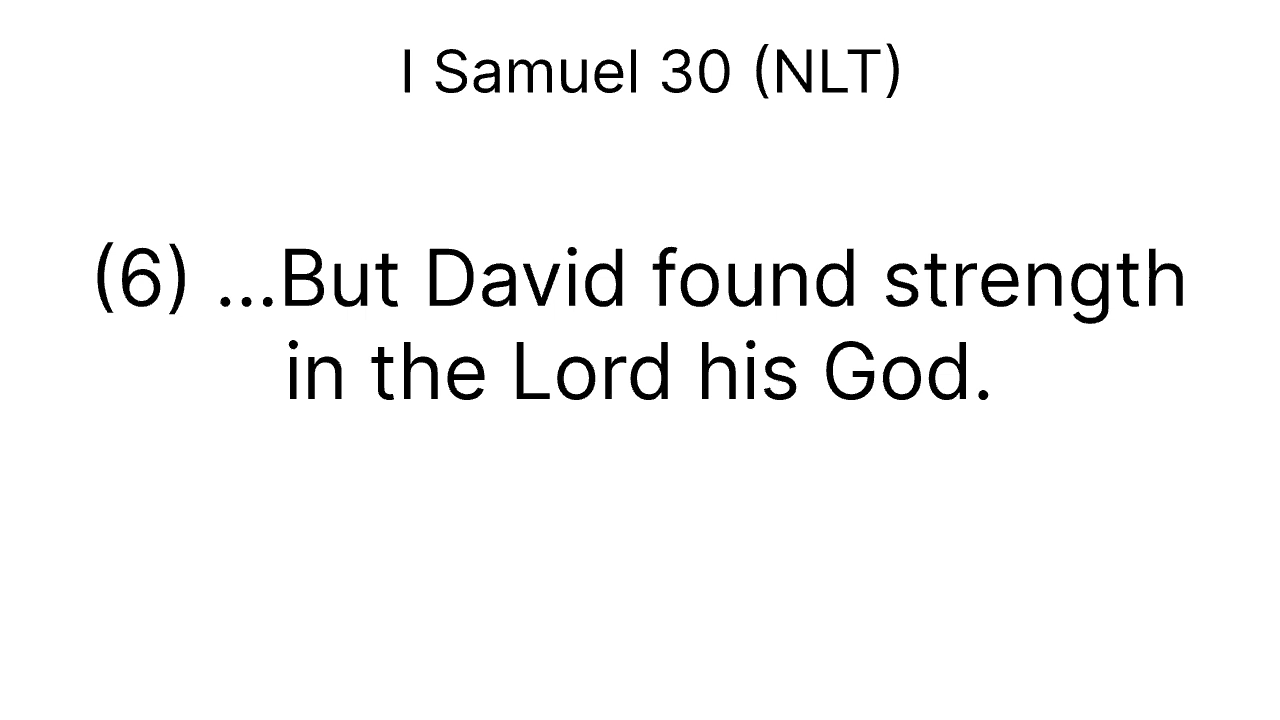 I Samuel 30 (NLT)
(6) ...But David found strength
in the Lord his God.